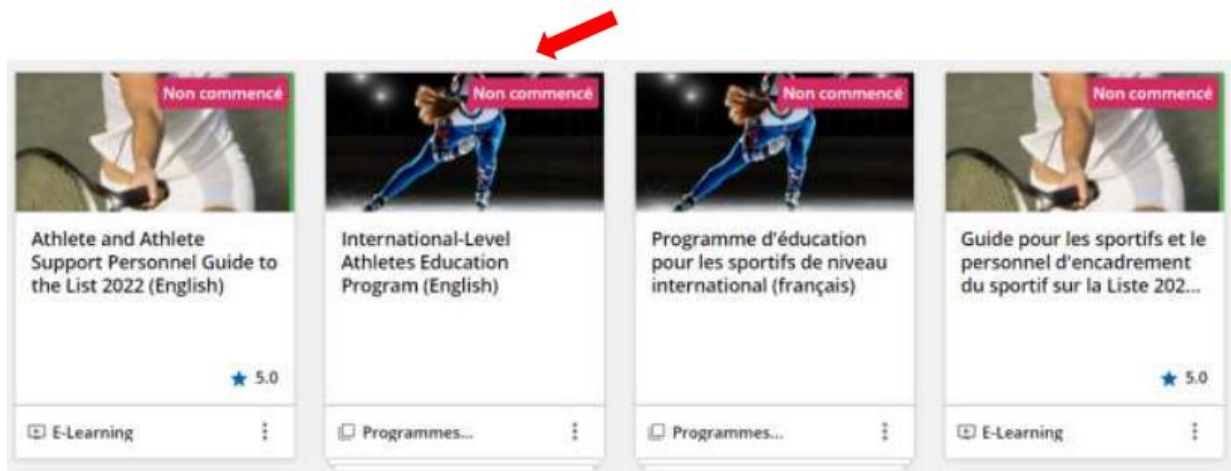 Non commencé
Athlete and Athlete
Support Personnel Guide to
the List 2022 (English)
5.0
E-Learning
Non commencé
International-Level
Athletes Education
Program (English)
Programmes...
Non commencé
Programme d'éducation
pour les sportifs de niveau
international (français)
Programmes...
Non commencé
Guide pour les sportifs et le
personnel d'encadrement
du sportif sur la Liste 202...
5.0
E-Learning